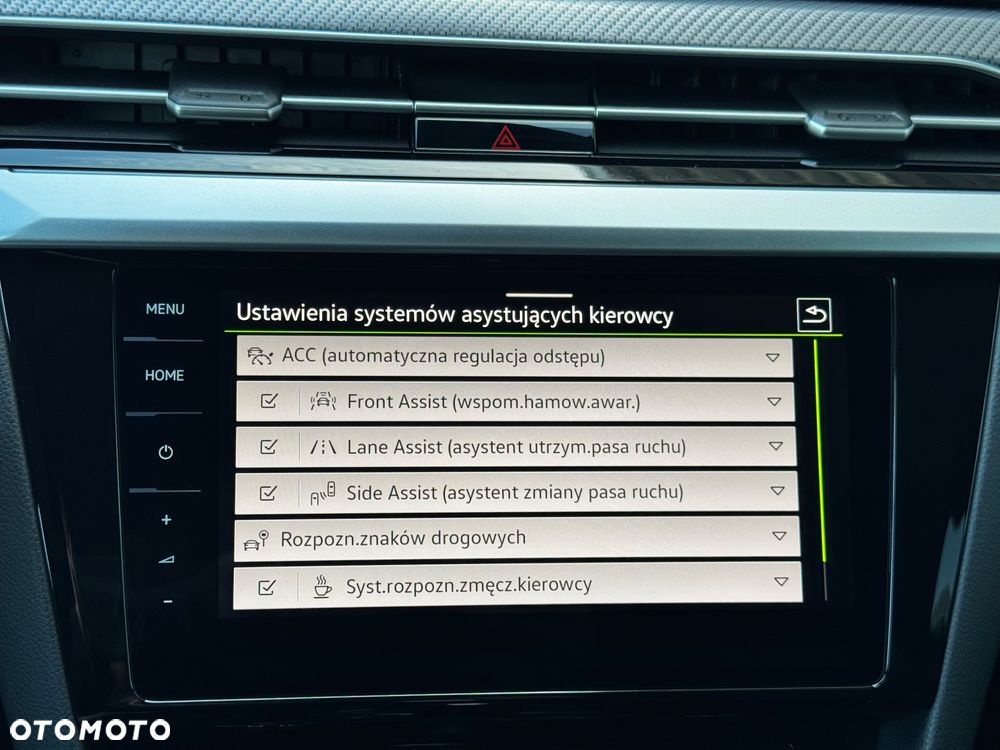 MENU
Ustawienia systemów asystujących kierowcy
ACC (automatyczna regulacja odstępu)
HOME
Front Assist (wspom.hamow.awar.)
Lane Assist (asystent utrzym.pasa ruchu)
Side Assist (asystent zmiany pasa ruchu)
+
Rozpozn.znaków drogowych
Syst.rozpozn.zmęcz.kierowcy
-
OTOMOTO